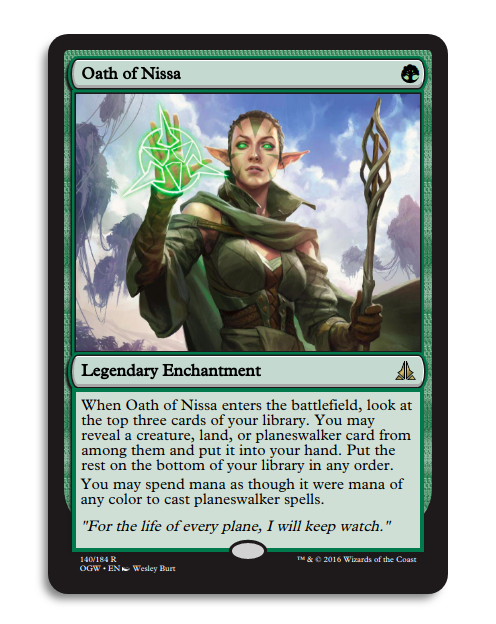 Oath of Nissa
Legendary Enchantment
When Oath of Nissa enters the battlefield, look at
the top three cards of your library. You may
reveal a creature, land, or planeswalker card from
among them and put it into your hand. Put the
rest on the bottom of your library in any order.
You may spend mana as though it were mana of
any color to cast planeswalker spells.
"For the life of every plane, I will keep watch."
140/184 R
™ & © 2016 Wizards of the Coast
OGW • EN Wesley Burt